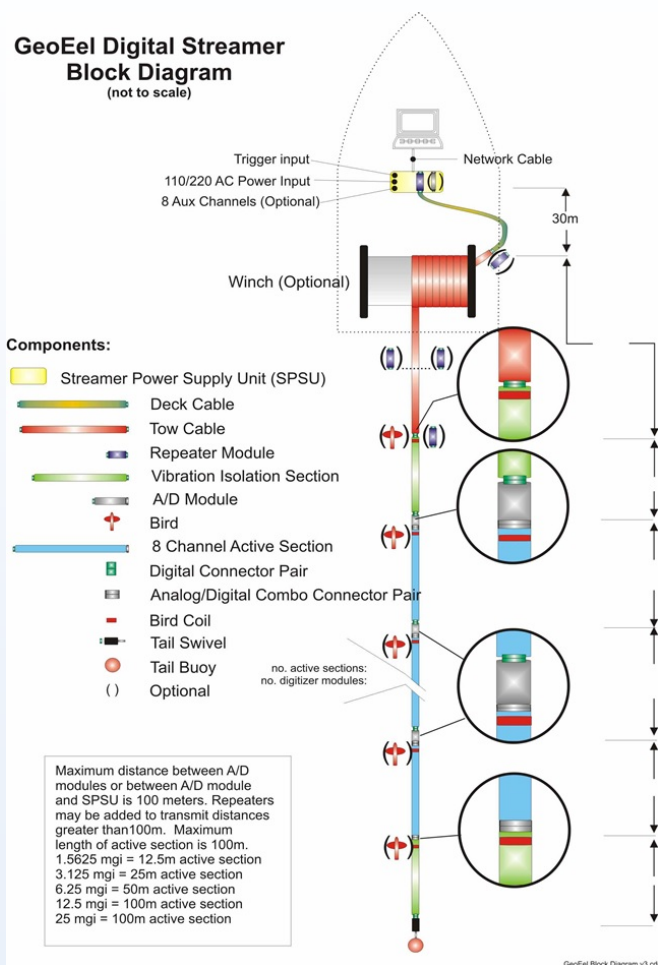 GeoEel Digital Streamer
Block Diagram
(not to scale)
Trigger input
110/220 AC Power Input
8 Aux Channels (Optional)
Network Cable
30m
Winch (Optional)
Components:
Streamer Power Supply Unit (SPSU)
Deck Cable
Tow Cable
Repeater Module
Vibration Isolation Section
A/D Module
Bird
8 Channel Active Section
Digital Connector Pair
Analog/Digital Combo Connector Pair
Bird Coil
Tail Swivel
Tail Buoy
( ) Optional
no. active sections:
no. digitizer modules:
Maximum distance between A/D
modules or between A/D module
and SPSU is 100 meters. Repeaters
may be added to transmit distances
greater than100m. Maximum
length of active section is 100m.
1.5625 mgi = 12.5m active section
3.125 mgi = 25m active section
6.25 mgi = 50m active section
12.5 mgi = 100m active section
25 mgi = 100m active section
GeoEel Block Diagram v3.cd